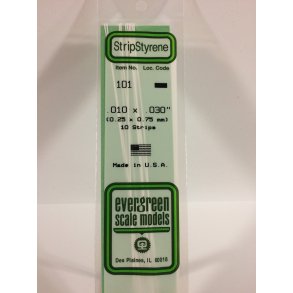 StripStyrene
Item No. Loc. Code
101
.010 x .030"
(0.25 x 0.75 mm)
10 Strips
Made in U.S.A.
evergreen
scale models
Des Plaines, IL 60018